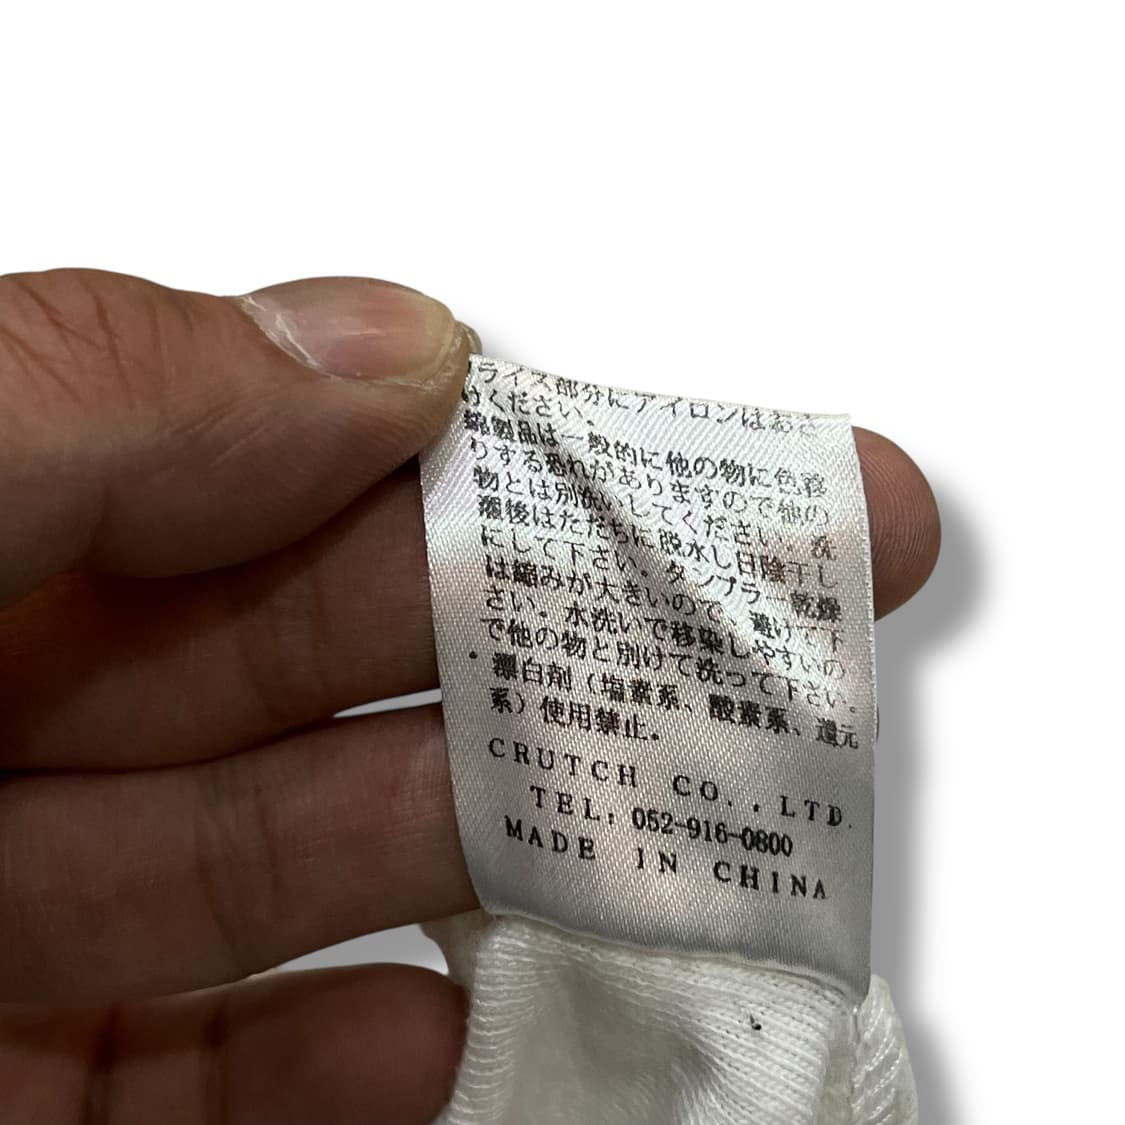 ライス部分にアイロンはおさ
けください。
綿製品は一般的に他の物に色移
りする恐れがありますので他の
物とは別洗いしてください。洗
濯後はただちに脱水し日陰干し
にして下さい。タンブラー乾燥
は縮みが大きいので、避けて下
さい。水洗いで移染しやすいの
で他の物と別けて洗って下さい。
・漂白剤（塩素系、酸素系、還元
系）使用禁止。
CRUTCH CO.,LTD.
TEL:052-916-0800
MADE IN CHINA